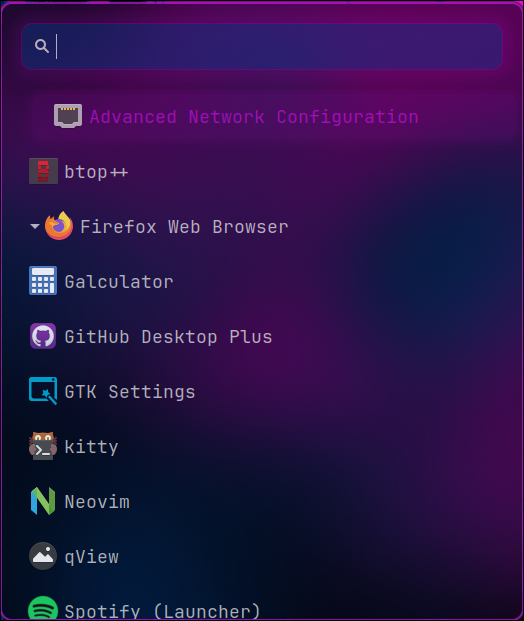 Advanced Network Configuration
btop++
Firefox Web Browser
Galculator
GitHub Desktop Plus
GTK Settings
kitty
Neovim
qView
Spotify (Launcher)